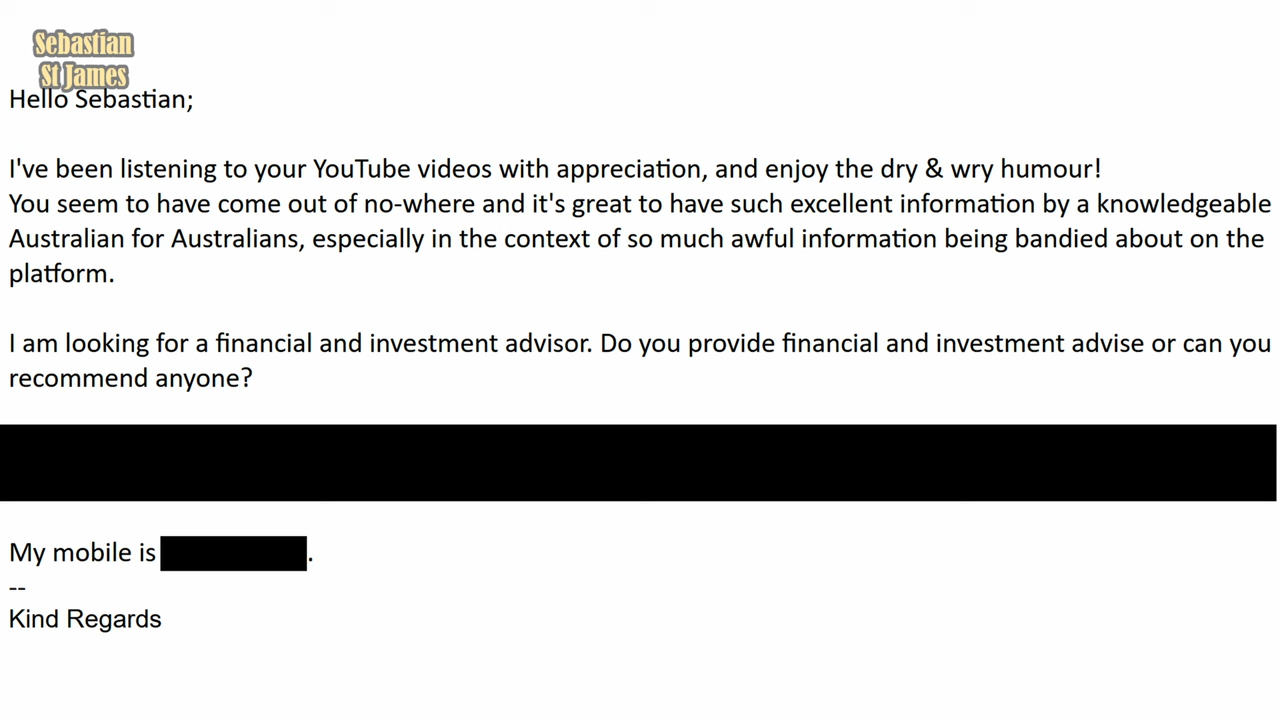 Sebastian
St James
Hello Sebastian;
I've been listening to your YouTube videos with appreciation, and enjoy the dry & wry humour!
You seem to have come out of no-where and it's great to have such excellent information by a knowledgeable
Australian for Australians, especially in the context of so much awful information being bandied about on the
platform.
I am looking for a financial and investment advisor. Do you provide financial and investment advise or can you
recommend anyone?
My mobile is .
--
Kind Regards